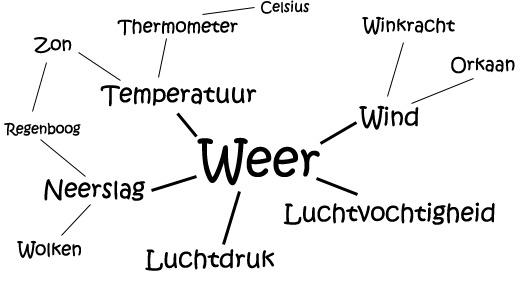 Celsius
Thermometer
Winkracht
Zon
Orkaan
Temperatuur
Wind
Regenboog
Weer
Neerslag
Luchtvochtigheid
Wolken
Luchtdruk